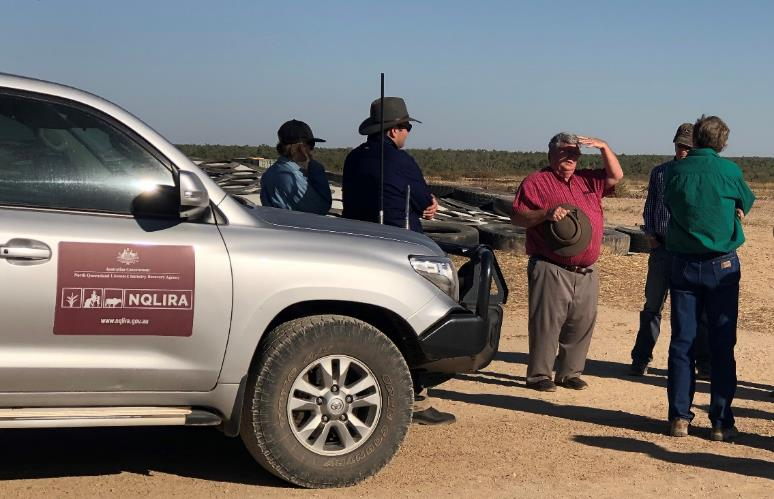 Australian Government
North Queensland Livestock Industry Recovery Agency
NQLIRA
www.nqlira.gov.au